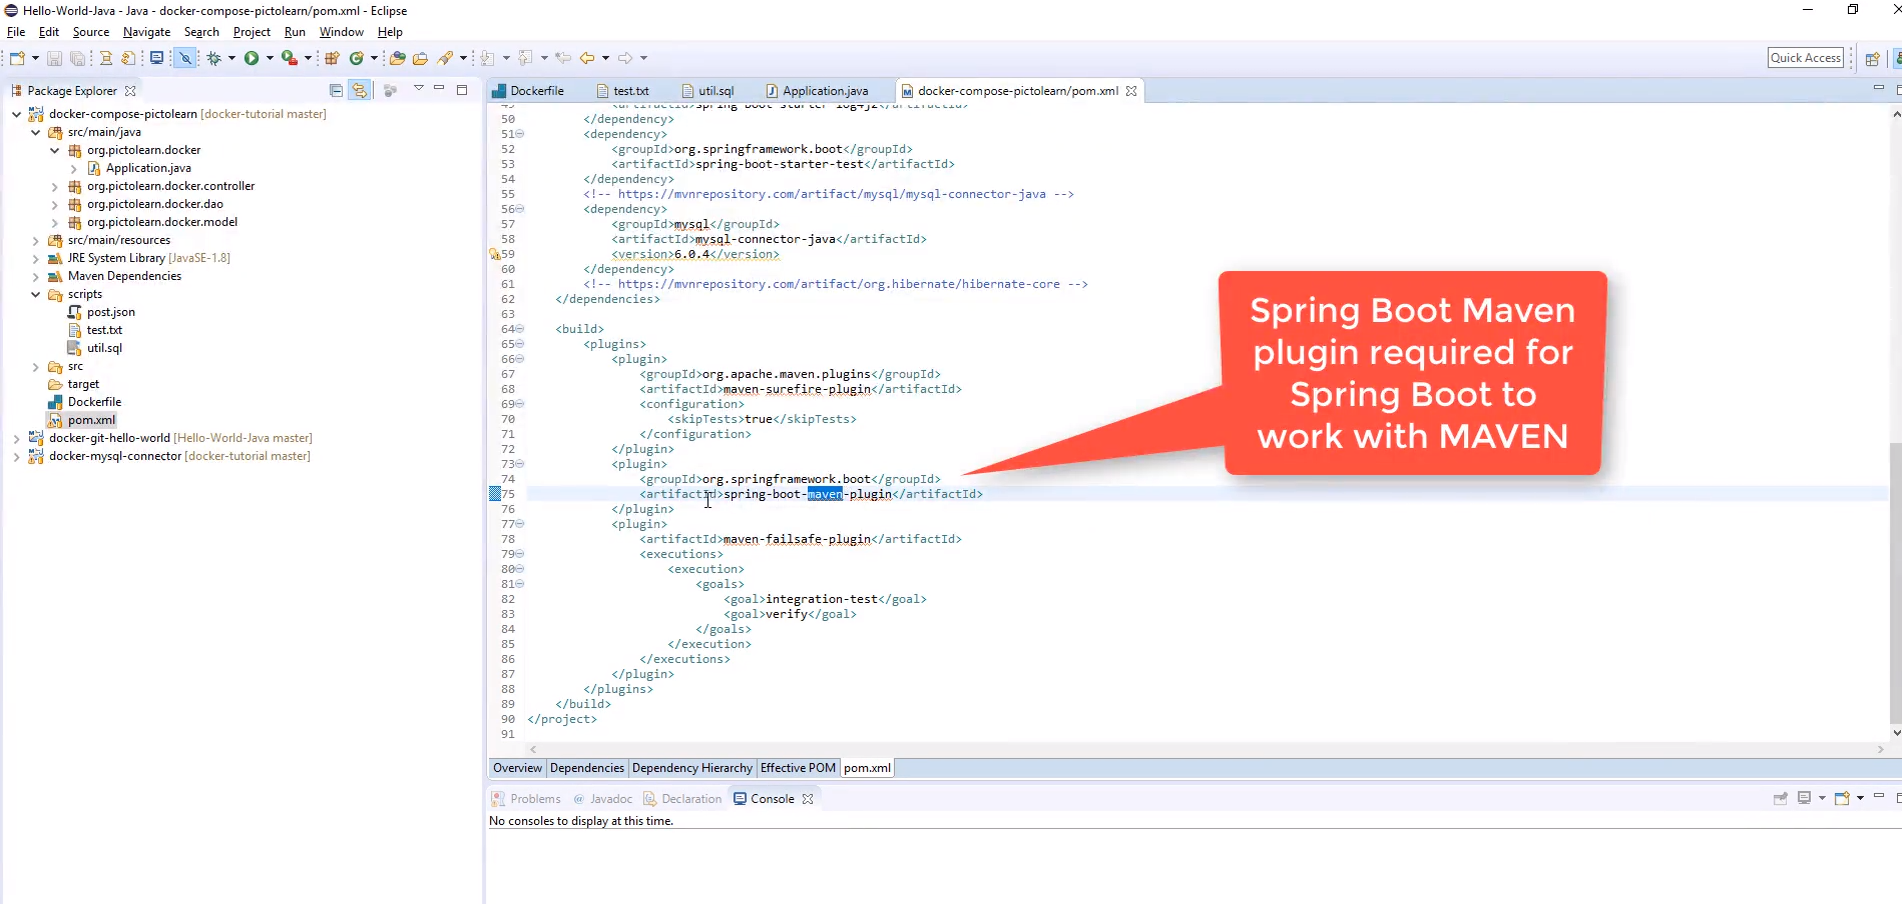 Hello-World-Java - Java - docker-compose-pictolearn/pom.xml - Eclipse
File Edit Source Navigate Search Project Run Window Help
Quick Access
Package Explorer
docker-compose-pictolearn [docker-tutorial master]
src/main/java
org.pictolearn.docker
Application.java
org.pictolearn.docker.controller
org.pictolearn.docker.dao
org.pictolearn.docker.model
src/main/resources
JRE System Library [JavaSE-1.8]
Maven Dependencies
scripts
post.json
test.txt
util.sql
src
target
Dockerfile
pom.xml
docker-git-hello-world [Hello-World-Java master]
docker-mysql-connector [docker-tutorial master]
Dockerfile test.txt util.sql Application.java docker-compose-pictolearn/pom.xml
49 <artifactId>spring-boot-starter-log4j2</artifactId>
50 </dependency>
51 <dependency>
52 <groupId>org.springframework.boot</groupId>
53 <artifactId>spring-boot-starter-test</artifactId>
54 </dependency>
55 <!-- https://mvnrepository.com/artifact/mysql/mysql-connector-java -->
56 <dependency>
57 <groupId>mysql</groupId>
58 <artifactId>mysql-connector-java</artifactId>
59 <version>6.0.4</version>
60 </dependency>
61 <!-- https://mvnrepository.com/artifact/org.hibernate/hibernate-core -->
62 </dependencies>
63
64 <build>
65 <plugins>
66 <plugin>
67 <groupId>org.apache.maven.plugins</groupId>
68 <artifactId>maven-surefire-plugin</artifactId>
69 <configuration>
70 <skipTests>true</skipTests>
71 </configuration>
72 </plugin>
73 <plugin>
74 <groupId>org.springframework.boot</groupId>
75 <artifactId>spring-boot-maven-plugin</artifactId>
76 </plugin>
77 <plugin>
78 <artifactId>maven-failsafe-plugin</artifactId>
79 <executions>
80 <execution>
81 <goals>
82 <goal>integration-test</goal>
83 <goal>verify</goal>
84 </goals>
85 </execution>
86 </executions>
87 </plugin>
88 </plugins>
89 </build>
90 </project>
91
Spring Boot Maven
plugin required for
Spring Boot to
work with MAVEN
Overview Dependencies Dependency Hierarchy Effective POM pom.xml
Problems @ Javadoc Declaration Console
No consoles to display at this time.